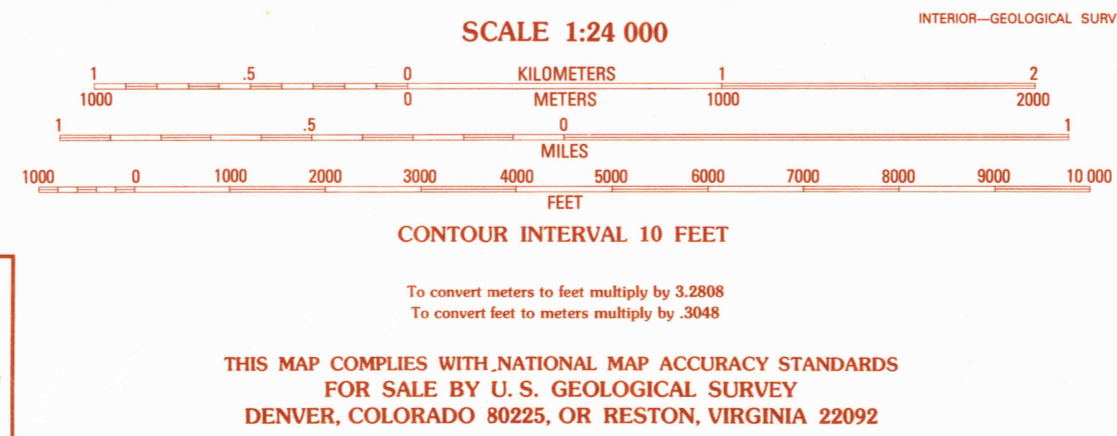 INTERIOR—GEOLOGICAL SURV
SCALE 1:24 000
1 .5 0 KILOMETERS 1 2
1000 0 METERS 1000 2000
1 .5 0 1
MILES
1000 0 1000 2000 3000 4000 5000 6000 7000 8000 9000 10 000
FEET
CONTOUR INTERVAL 10 FEET
To convert meters to feet multiply by 3.2808
To convert feet to meters multiply by .3048
THIS MAP COMPLIES WITH NATIONAL MAP ACCURACY STANDARDS
FOR SALE BY U. S. GEOLOGICAL SURVEY
DENVER, COLORADO 80225, OR RESTON, VIRGINIA 22092